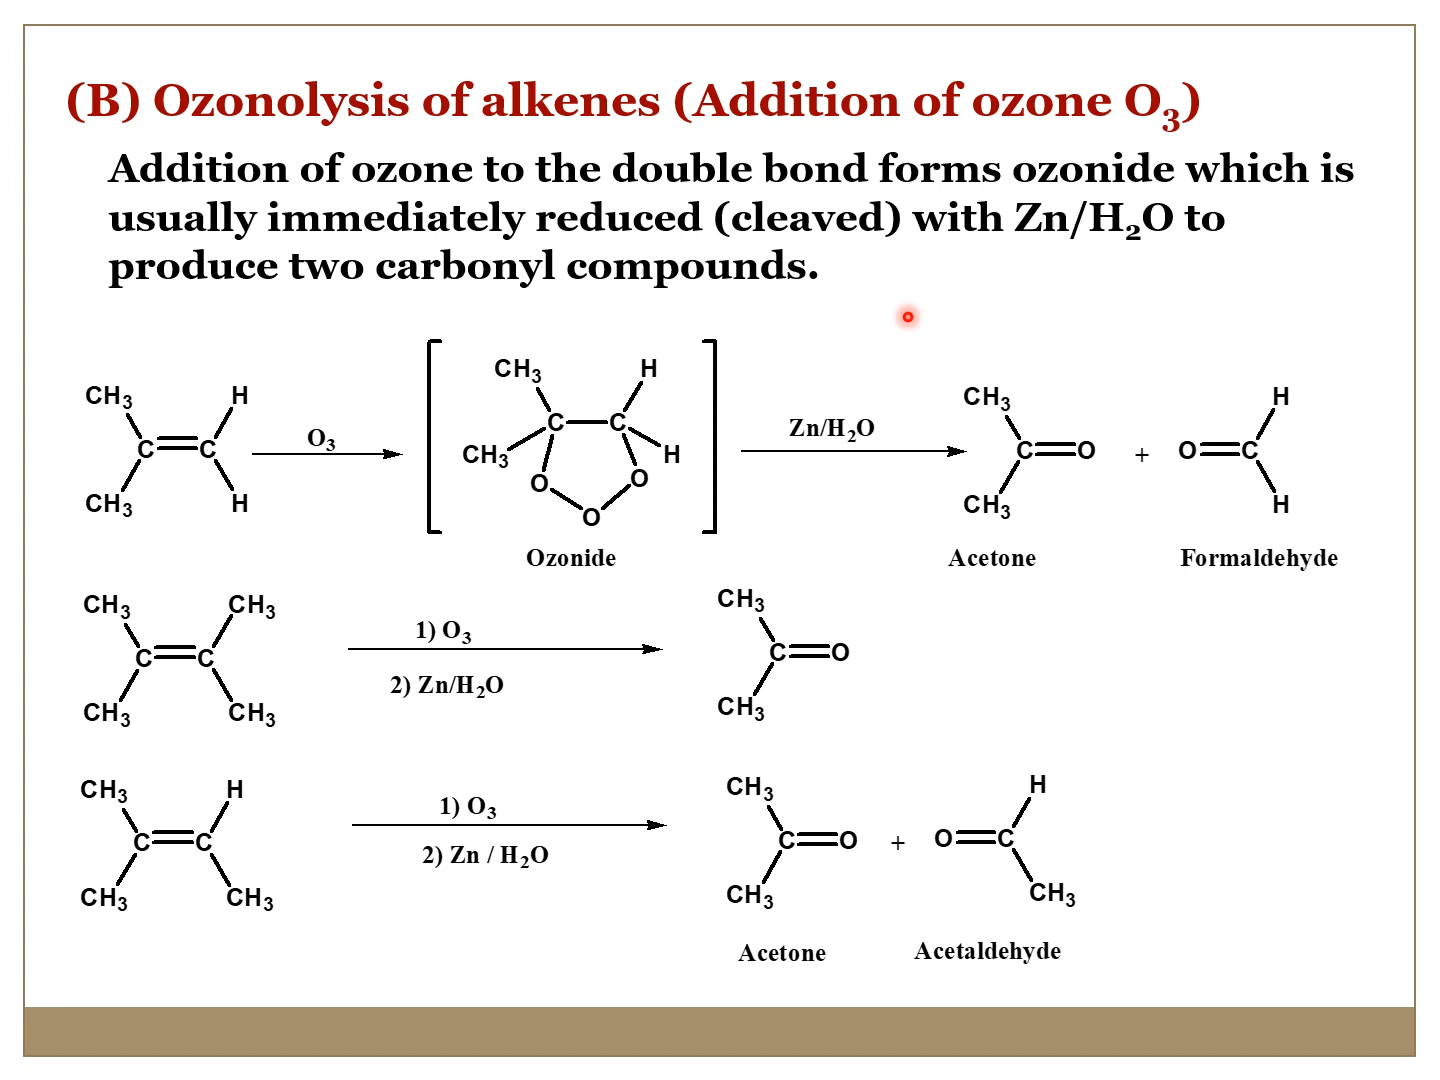 (B) Ozonolysis of alkenes (Addition of ozone O₃)
Addition of ozone to the double bond forms ozonide which is
usually immediately reduced (cleaved) with Zn/H₂O to
produce two carbonyl compounds.
CH₃ H
C C
CH₃ H
O₃
CH₃ H
C C
CH₃ H
O O
O
Ozonide
Zn/H₂O
CH₃
C O
CH₃
Acetone
+
H
O C
H
Formaldehyde
CH₃ CH₃
C C
CH₃ CH₃
1) O₃
2) Zn/H₂O
CH₃
C O
CH₃
CH₃ H
C C
CH₃ CH₃
1) O₃
2) Zn / H₂O
CH₃
C O
CH₃
Acetone
+
H
O C
CH₃
Acetaldehyde